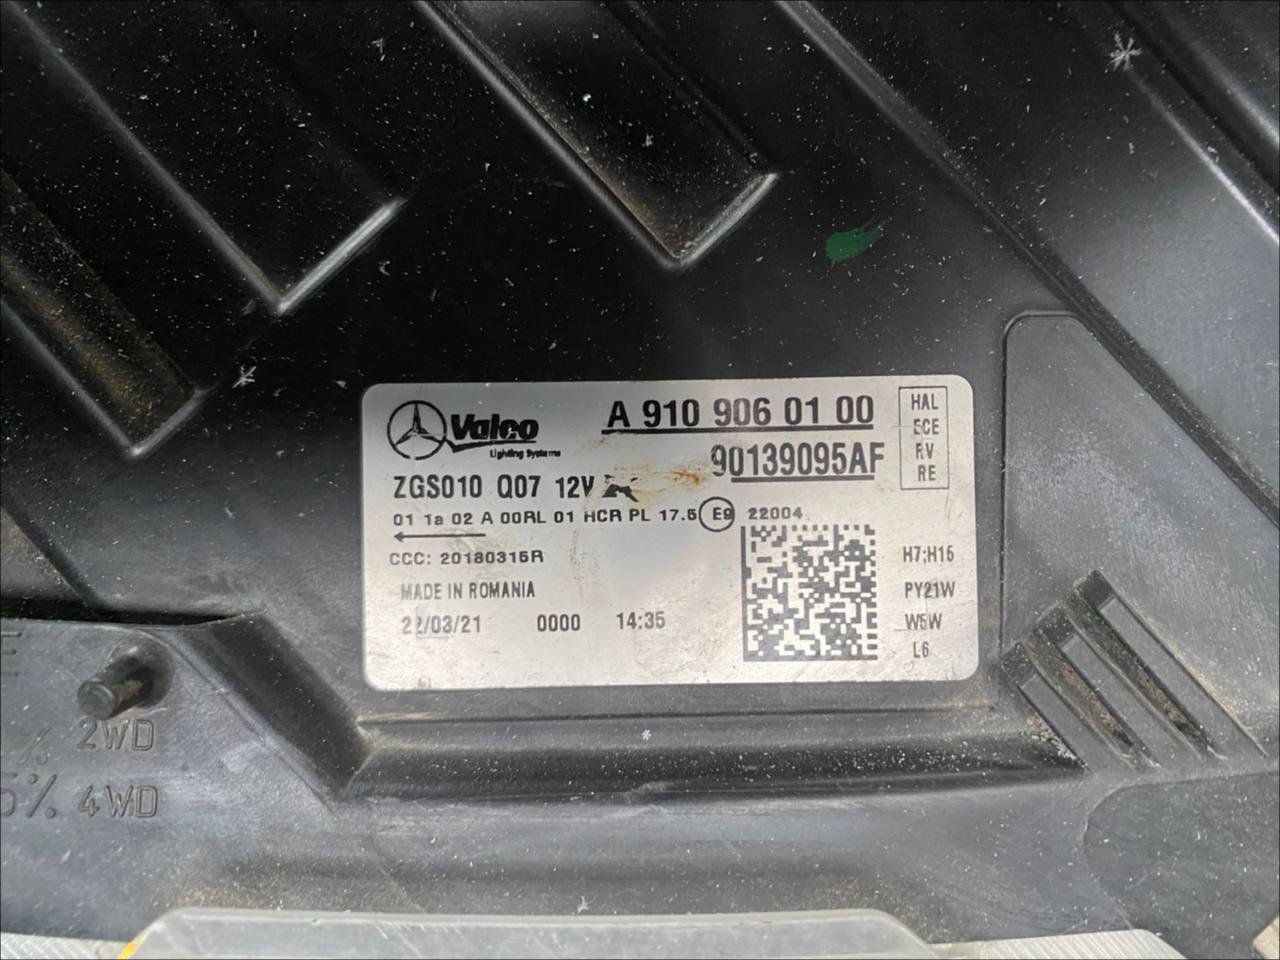 Valeo
Lighting Systems
A 910 906 01 00
90139095AF
HAL
ECE
RV
RE
ZGS010 Q07 12V
01 1a 02 A 00RL 01 HCR PL 17.5 E9 22004
CCC: 20180315R
MADE IN ROMANIA
22/03/21 0000 14:35
H7;H15
PY21W
W5W
L6
% 2WD
% 4WD